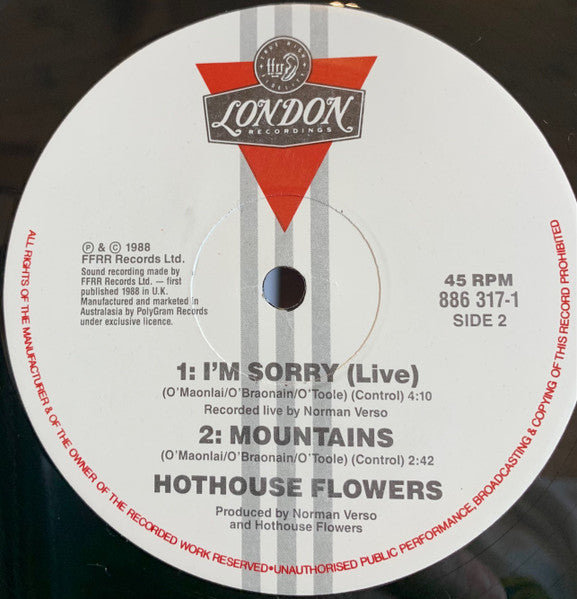 FULL FREQUENCY
ffrr
LONDON
RECORDINGS
℗ & © 1988
FFRR Records Ltd.
Sound recording made by
FFRR Records Ltd. — first
published 1988 in U.K.
Manufactured and marketed in
Australasia by PolyGram Records
under exclusive licence.
45 RPM
886 317-1
SIDE 2
1: I'M SORRY (Live)
(O'Maonlai/O'Braonain/O'Toole) (Control) 4:10
Recorded live by Norman Verso
2: MOUNTAINS
(O'Maonlai/O'Braonain/O'Toole) (Control) 2:42
HOTHOUSE FLOWERS
Produced by Norman Verso
and Hothouse Flowers
ALL RIGHTS OF THE MANUFACTURER & OF THE OWNER OF THE RECORDED WORK RESERVED•UNAUTHORISED PUBLIC PERFORMANCE, BROADCASTING & COPYING OF THIS RECORD PROHIBITED